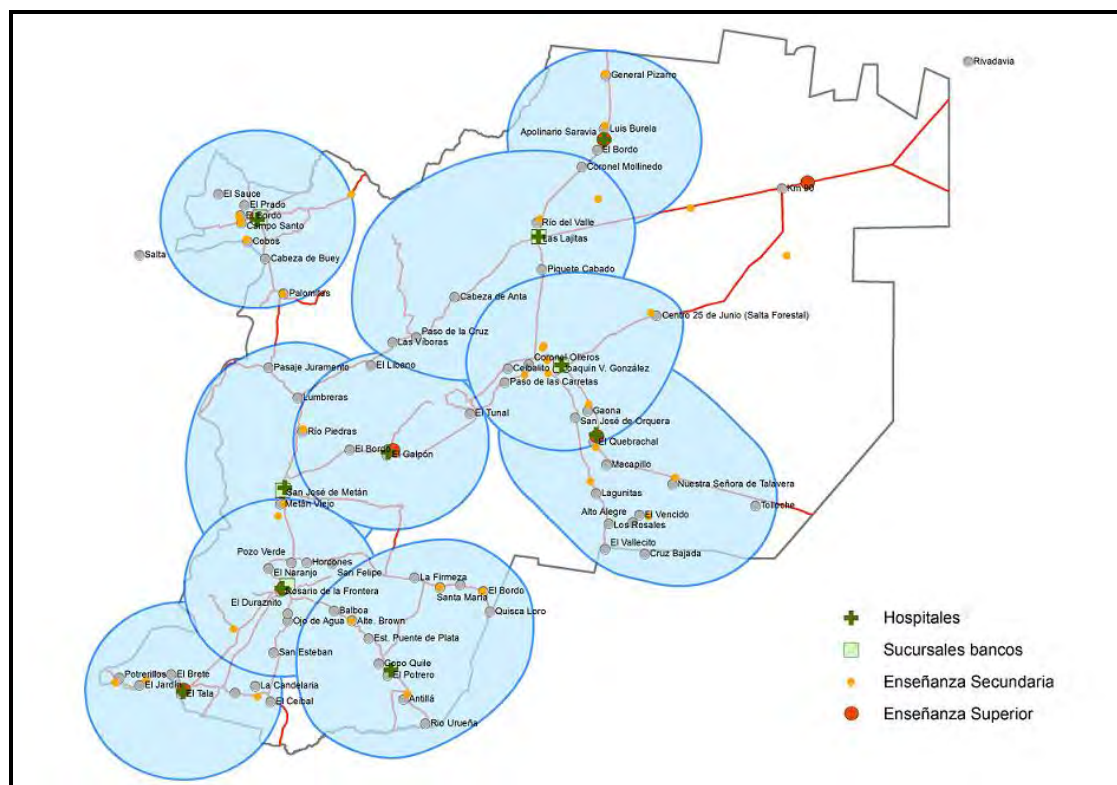 Rivadavia
General Pizarro
Luis Burela
Apolinario Saravia
El Bordo
Coronel Mollinedo
Km 90
El Sauce
El Prado
El Bordo
Campo Santo
Cobos
Salta
Cabeza de Buey
Río del Valle
Las Lajitas
Piquete Cabado
Palomitas
Cabeza de Anta
Centro 25 de Junio (Salta Forestal)
Paso de la Cruz
Las Víboras
Coronel Olleros
Pasaje Juramento
El Ceibalito
Joaquin V. González
Paso de las Carretas
Lumbreras
El Tunal
Gaona
San José de Orquera
Río Piedras
El Quebrachal
El Bordo
El Galpón
Macapillo
Nuestra Señora de Talavera
San José de Metán
Lagunitas
Metán Viejo
Tolloche
Alto Alegre
El Vencido
Los Rosales
El Vallecito
Cruz Bajada
Pozo Verde
Horcones
El Naranjo
San Felipe
La Firmeza
Rosario de la Frontera
Santa María
El Bordo
El Duraznito
Balboa
Quisca Loro
Ojo de Agua
Alte. Brown
Est. Puente de Plata
San Esteban
Copo Quile
El Potrero
Potrerillos
El Brete
El Jardín
El Tala
La Candelaria
El Ceibal
Antillá
Rio Urueña
Hospitales
Sucursales bancos
Enseñanza Secundaria
Enseñanza Superior